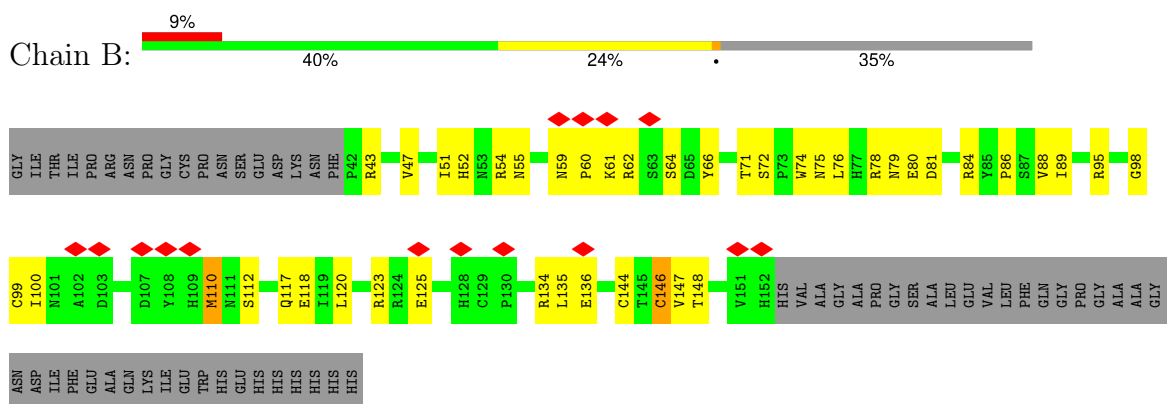 9%
Chain B:
40% 24% • 35%
GLY ILE THR ILE PRO ARG ASN PRO GLY CYS PRO ASN SER GLU ASP LYS ASN PHE P42 R43 V47 I51 H52 N53 R54 N55 N59 P60 K61 R62 S63 S64 D65 Y66 T71 S72 P73 W74 N75 L76 H77 R78 N79 E80 D81 R84 Y85 P86 S87 V88 I89 R95 G98
C99 I100 N101 A102 D103 D107 Y108 H109 M110 N111 S112 Q117 E118 I119 L120 R123 R124 E125 H128 C129 P130 R134 L135 E136 C144 T145 C146 V147 T148 V151 H152 HIS VAL ALA GLY ALA PRO GLY SER ALA LEU GLU VAL LEU PHE GLN GLY PRO GLY ALA ALA GLY
ASN ASP ILE PHE GLU ALA GLN LYS ILE GLU TRP HIS GLU HIS HIS HIS HIS HIS HIS